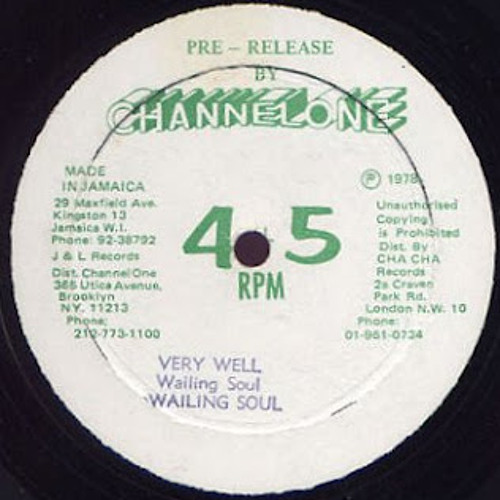 PRE - RELEASE
BY
CHANNEL ONE
MADE
IN JAMAICA
29 Maxfield Ave.
Kingston 13
Jamaica W.I.
Phone: 92-38792
J & L Records
Dist. Channel One
365 Utica Avenue,
Brooklyn
NY. 11213
Phone:
212-773-1100
45
RPM
Ⓟ 1978
Unauthorised
Copying
is Prohibited
Dist. By
CHA CHA
Records
2a Craven
Park Rd.
London N.W. 10
Phone:
01-961-0734
VERY WELL
Wailing Soul
WAILING SOUL